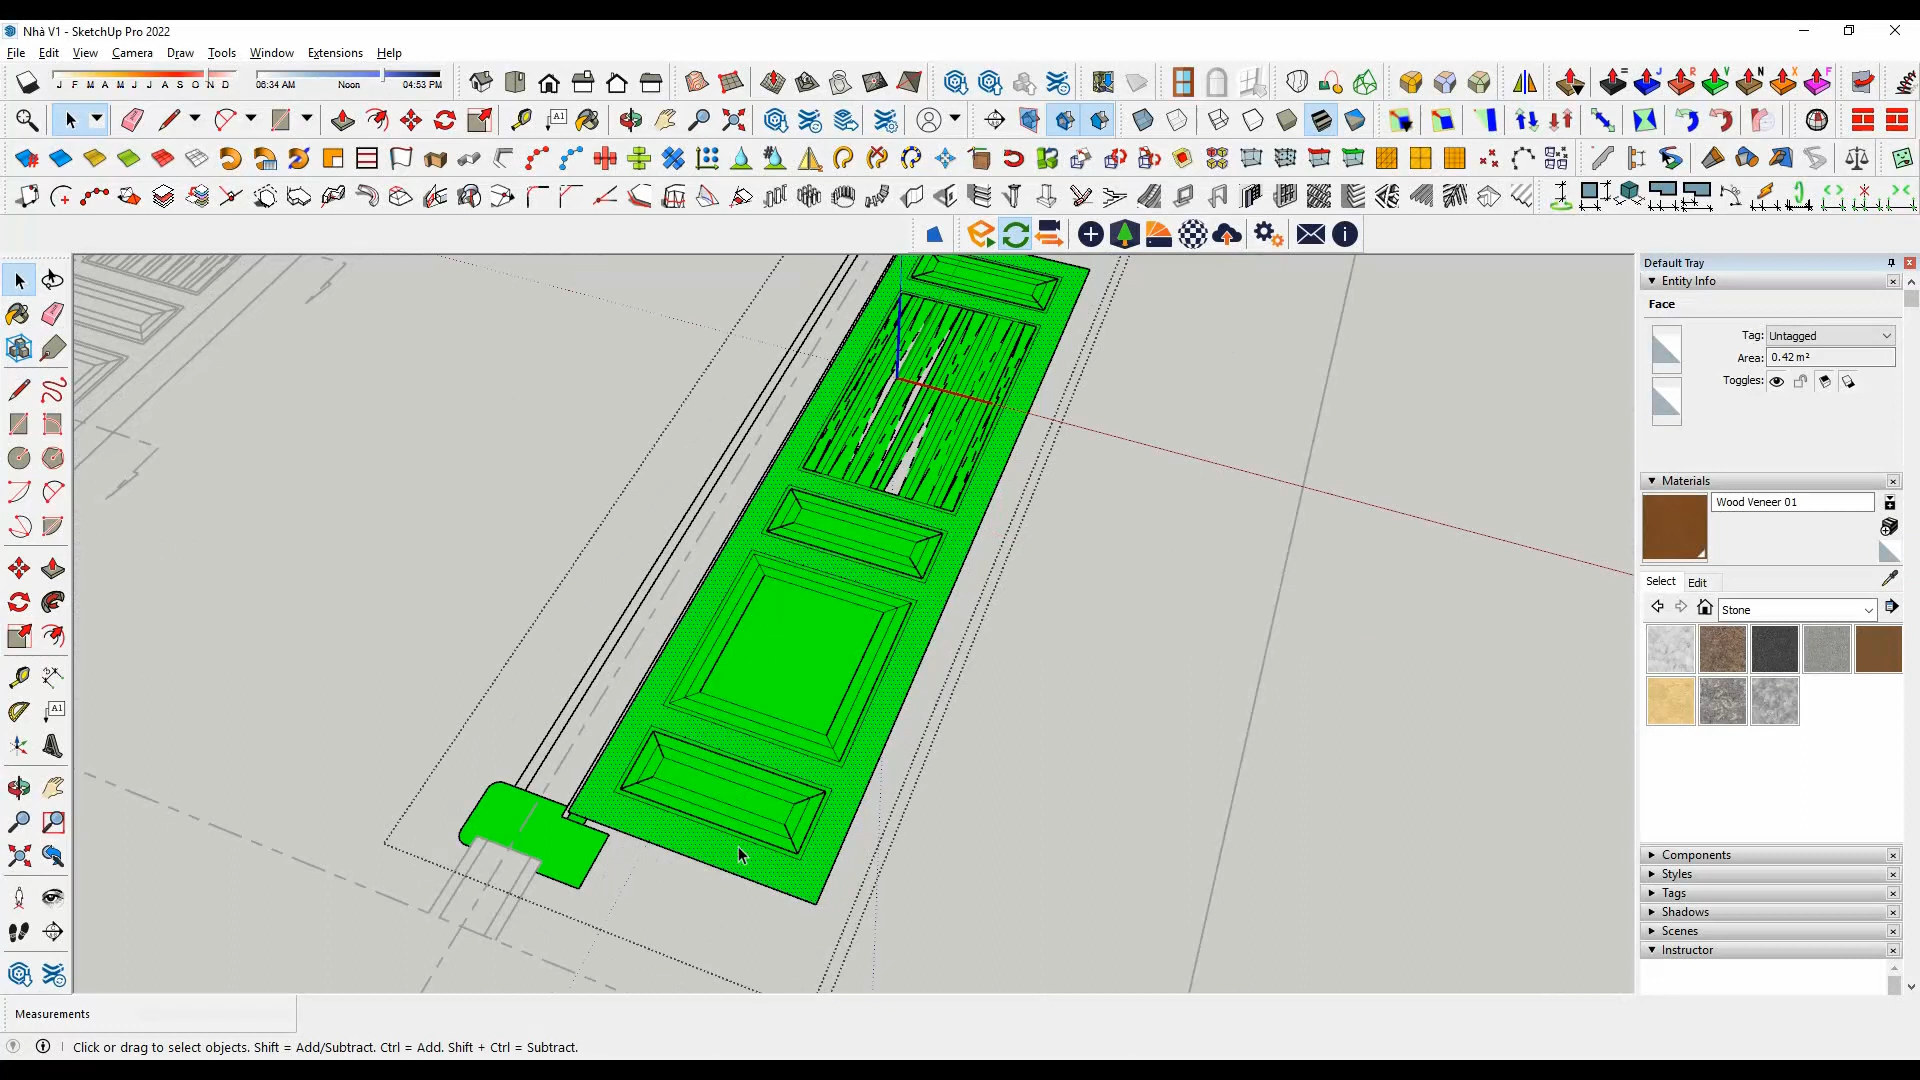 Nhà V1 - SketchUp Pro 2022
File Edit View Camera Draw Tools Window Extensions Help
J F M A M J J A S O N D 06:34 AM Noon 04:53 PM
Default Tray
Entity Info
Face
Tag: Untagged
Area: 0.42 m²
Toggles:
Materials
Wood Veneer 01
Select Edit
Stone
Components
Styles
Tags
Shadows
Scenes
Instructor
Measurements
Click or drag to select objects. Shift = Add/Subtract. Ctrl = Add. Shift + Ctrl = Subtract.